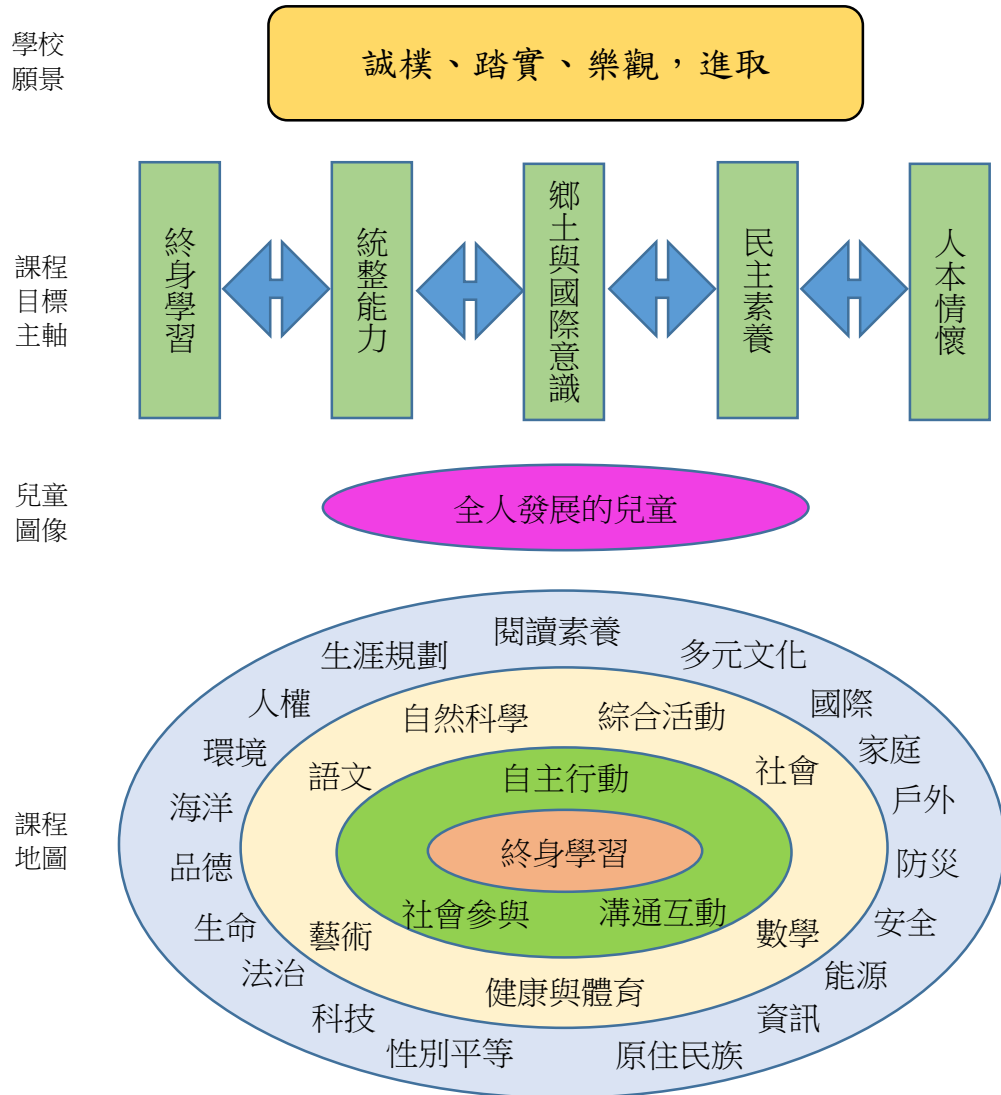 學校
願景
誠樸、踏實、樂觀，進取
課程
目標
主軸
終身學習
統整能力
鄉土與國際意識
民主素養
人本情懷
兒童
圖像
全人發展的兒童
課程
地圖
閱讀素養
生涯規劃
多元文化
人權
國際
環境
家庭
海洋
戶外
品德
防災
生命
安全
法治
能源
科技
資訊
性別平等
原住民族
自然科學
綜合活動
語文
社會
藝術
數學
健康與體育
自主行動
社會參與
溝通互動
終身學習